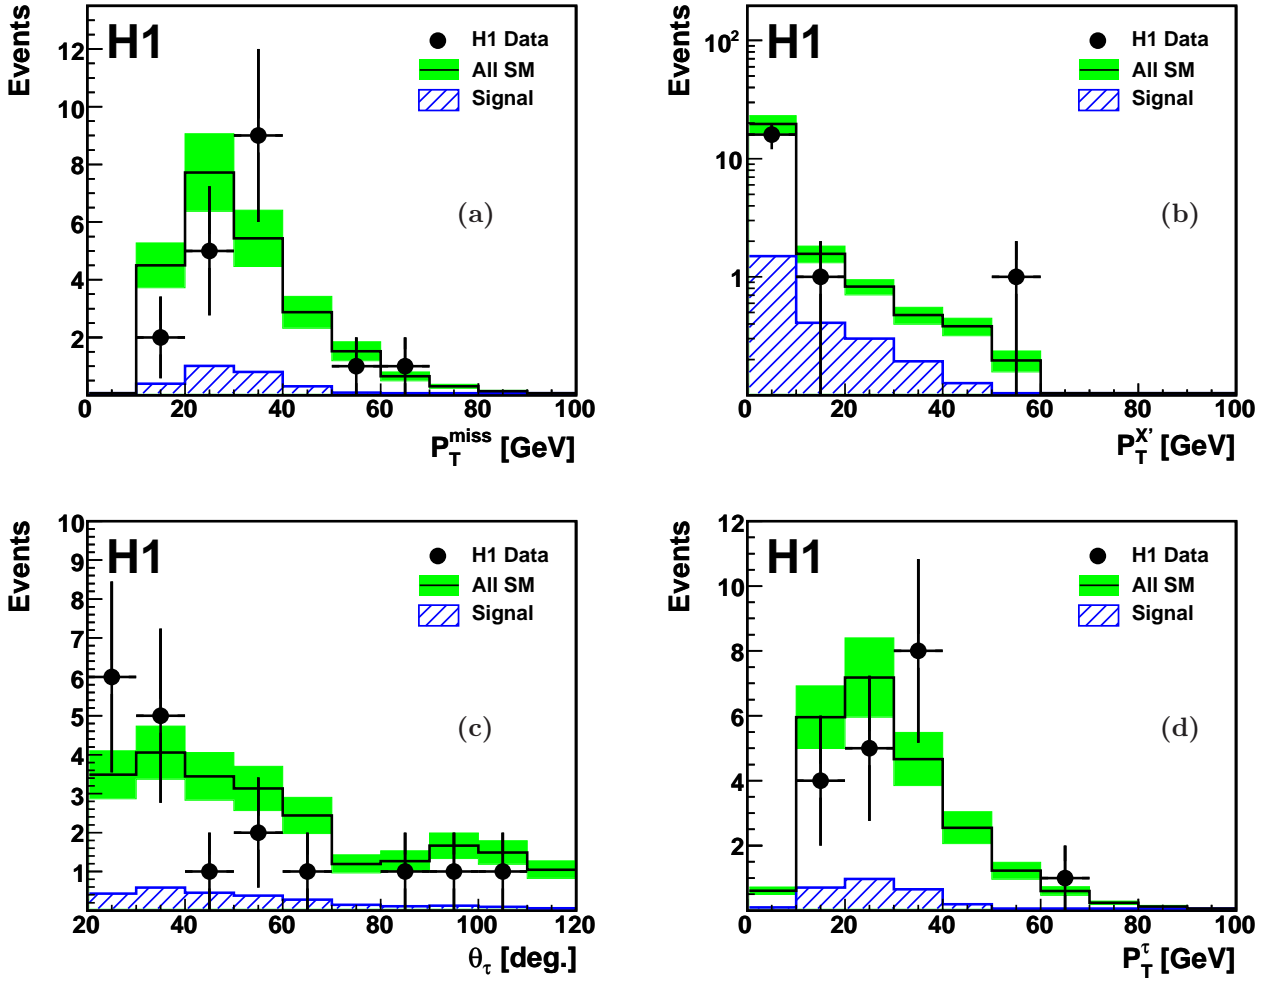 H1
Events
H1 Data
All SM
Signal
(a)
12
10
8
6
4
2
0 20 40 60 80 100
P_T^miss [GeV]
H1
Events
H1 Data
All SM
Signal
(b)
10²
10
1
0 20 40 60 80 100
P_T^X' [GeV]
H1
Events
H1 Data
All SM
Signal
(c)
10
9
8
7
6
5
4
3
2
1
20 40 60 80 100 120
θ_τ [deg.]
H1
Events
H1 Data
All SM
Signal
(d)
12
10
8
6
4
2
0 20 40 60 80 100
P_T^τ [GeV]